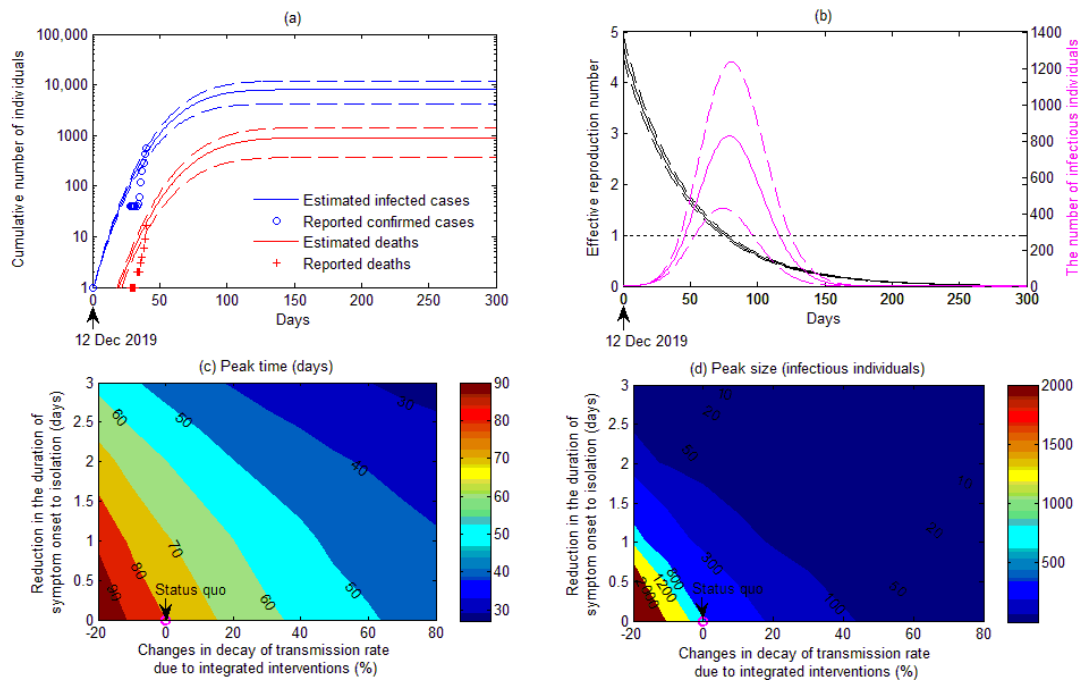 (a)
100,000
10,000
1000
100
10
1
Cumulative number of individuals
Estimated infected cases
Reported confirmed cases
Estimated deaths
Reported deaths
0 50 100 150 200 250 300
Days
12 Dec 2019
(b)
5
4
3
2
1
0
Effective reproduction number
1400
1200
1000
800
600
400
200
0
The number of infectious individuals
0 50 100 150 200 250 300
Days
12 Dec 2019
(c) Peak time (days)
3
2.5
2
1.5
1
0.5
0
Reduction in the duration of
symptom onset to isolation (days)
60
50
30
40
70
80
90
60
50
Status quo
-20 0 20 40 60 80
Changes in decay of transmission rate
due to integrated interventions (%)
90
80
70
60
50
40
30
(d) Peak size (infectious individuals)
3
2.5
2
1.5
1
0.5
0
Reduction in the duration of
symptom onset to isolation (days)
10
20
50
10
20
300
600
1200
2000
100
50
Status quo
-20 0 20 40 60 80
Changes in decay of transmission rate
due to integrated interventions (%)
2000
1500
1000
500